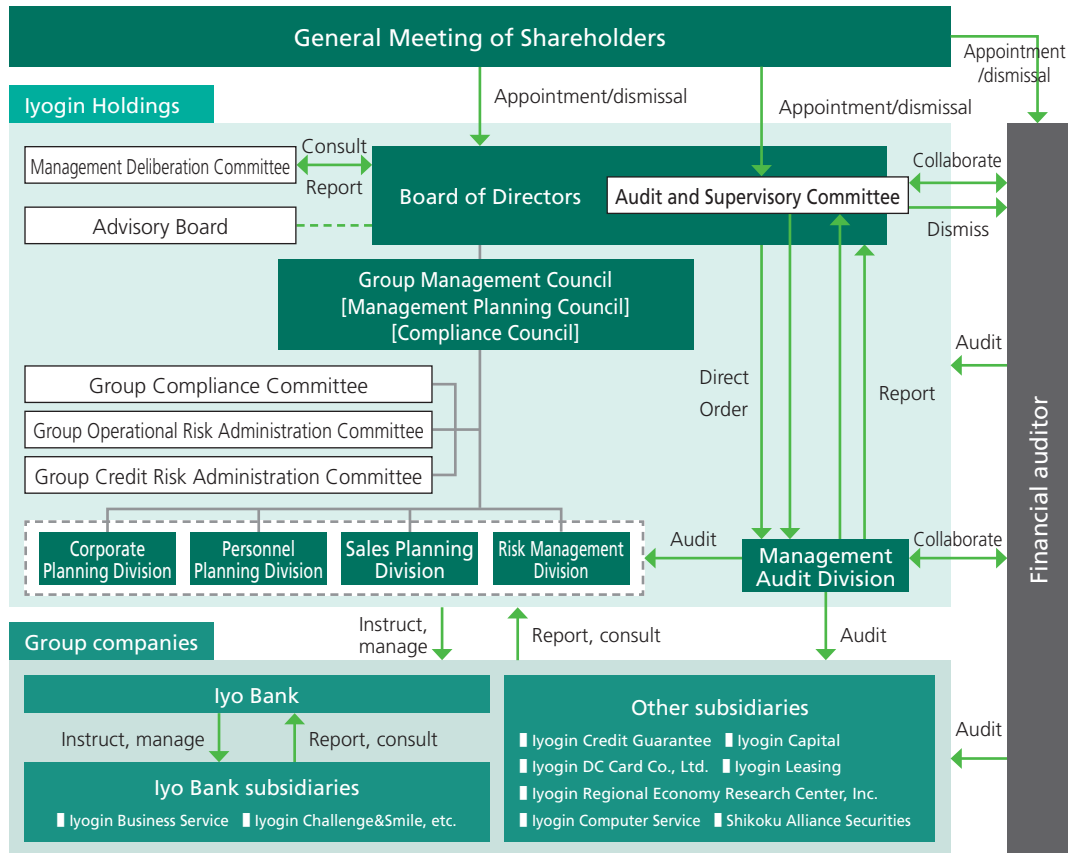 General Meeting of Shareholders
Appointment
/dismissal
Appointment/dismissal
Appointment/dismissal
Iyogin Holdings
Management Deliberation Committee
Consult
Report
Board of Directors
Audit and Supervisory Committee
Collaborate
Dismiss
Advisory Board
Group Management Council
[Management Planning Council]
[Compliance Council]
Audit
Direct
Order
Report
Group Compliance Committee
Group Operational Risk Administration Committee
Group Credit Risk Administration Committee
Financial auditor
Corporate
Planning Division
Personnel
Planning Division
Sales Planning
Division
Risk Management
Division
Audit
Management
Audit Division
Collaborate
Instruct,
manage
Report, consult
Audit
Group companies
Iyo Bank
Instruct, manage
Report, consult
Iyo Bank subsidiaries
Iyogin Business Service
Iyogin Challenge&Smile, etc.
Other subsidiaries
Iyogin Credit Guarantee
Iyogin Capital
Iyogin DC Card Co., Ltd.
Iyogin Leasing
Iyogin Regional Economy Research Center, Inc.
Iyogin Computer Service
Shikoku Alliance Securities
Audit